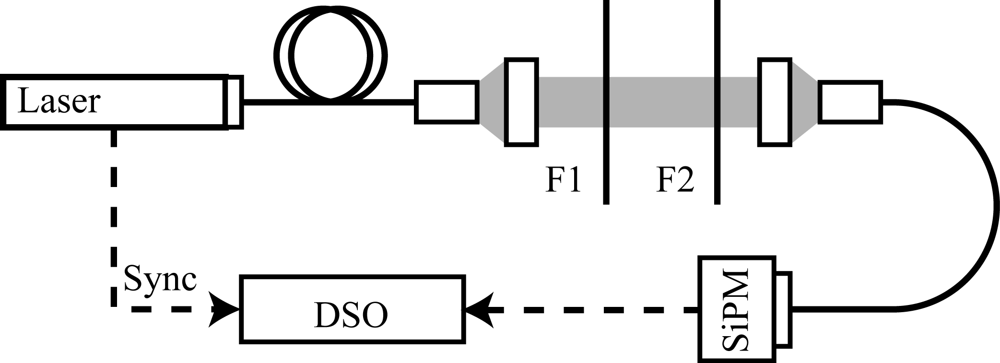 Laser
F1
F2
Sync
DSO
SiPM